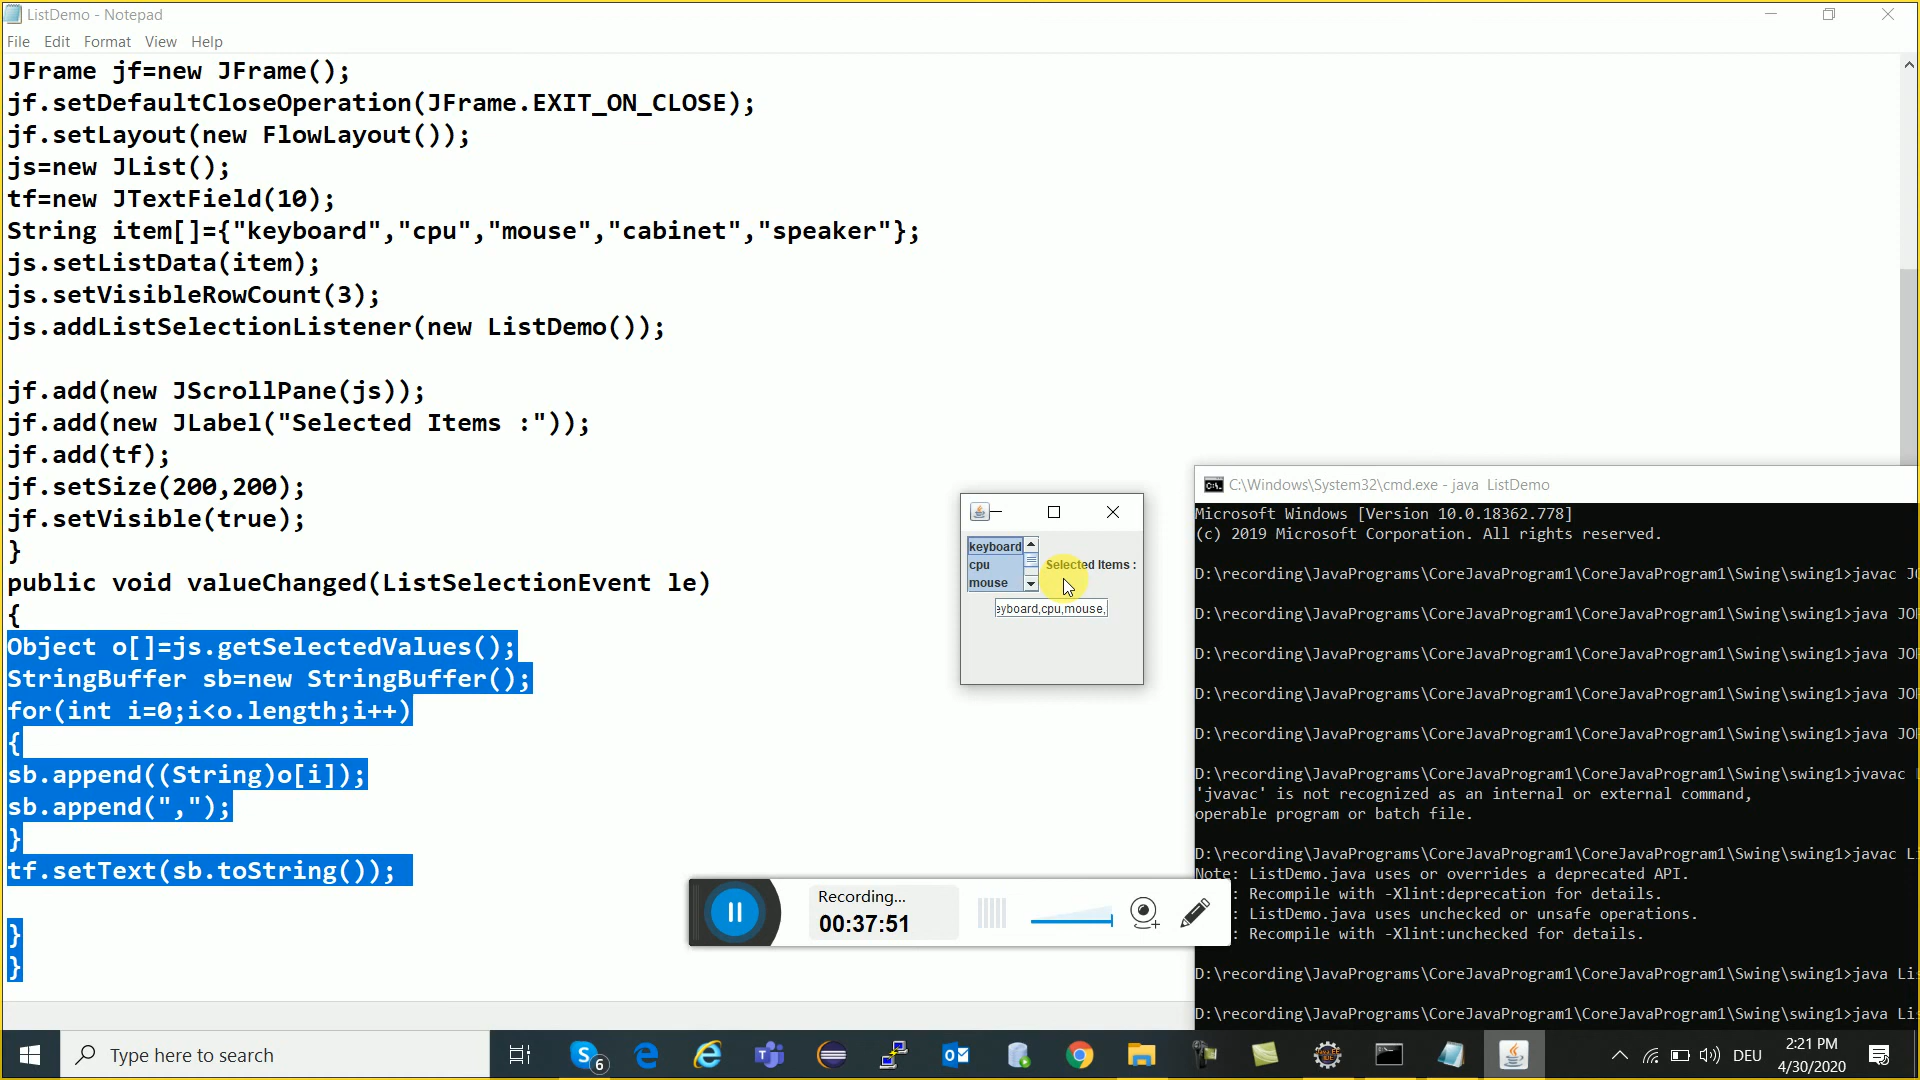 ListDemo - Notepad
File Edit Format View Help
JFrame jf=new JFrame();
jf.setDefaultCloseOperation(JFrame.EXIT_ON_CLOSE);
jf.setLayout(new FlowLayout());
js=new JList();
tf=new JTextField(10);
String item[]={"keyboard","cpu","mouse","cabinet","speaker"};
js.setListData(item);
js.setVisibleRowCount(3);
js.addListSelectionListener(new ListDemo());
jf.add(new JScrollPane(js));
jf.add(new JLabel("Selected Items :"));
jf.add(tf);
jf.setSize(200,200);
jf.setVisible(true);
}
public void valueChanged(ListSelectionEvent le)
{
Object o[]=js.getSelectedValues();
StringBuffer sb=new StringBuffer();
for(int i=0;i<o.length;i++)
{
sb.append((String)o[i]);
sb.append(",");
}
tf.setText(sb.toString());
}
}
keyboard
cpu
mouse
Selected Items :
eyboard,cpu,mouse,
C:\Windows\System32\cmd.exe - java ListDemo
Microsoft Windows [Version 10.0.18362.778]
(c) 2019 Microsoft Corporation. All rights reserved.
D:\recording\JavaPrograms\CoreJavaProgram1\CoreJavaProgram1\Swing\swing1>javac JO
D:\recording\JavaPrograms\CoreJavaProgram1\CoreJavaProgram1\Swing\swing1>java JOP
D:\recording\JavaPrograms\CoreJavaProgram1\CoreJavaProgram1\Swing\swing1>java JOP
D:\recording\JavaPrograms\CoreJavaProgram1\CoreJavaProgram1\Swing\swing1>java JOP
D:\recording\JavaPrograms\CoreJavaProgram1\CoreJavaProgram1\Swing\swing1>java JOP
D:\recording\JavaPrograms\CoreJavaProgram1\CoreJavaProgram1\Swing\swing1>jvavac
'jvavac' is not recognized as an internal or external command,
operable program or batch file.
D:\recording\JavaPrograms\CoreJavaProgram1\CoreJavaProgram1\Swing\swing1>javac Li
Note: ListDemo.java uses or overrides a deprecated API.
: Recompile with -Xlint:deprecation for details.
: ListDemo.java uses unchecked or unsafe operations.
: Recompile with -Xlint:unchecked for details.
D:\recording\JavaPrograms\CoreJavaProgram1\CoreJavaProgram1\Swing\swing1>java Lis
D:\recording\JavaPrograms\CoreJavaProgram1\CoreJavaProgram1\Swing\swing1>java Lis
Recording...
00:37:51
Type here to search
6
DEU
2:21 PM
4/30/2020